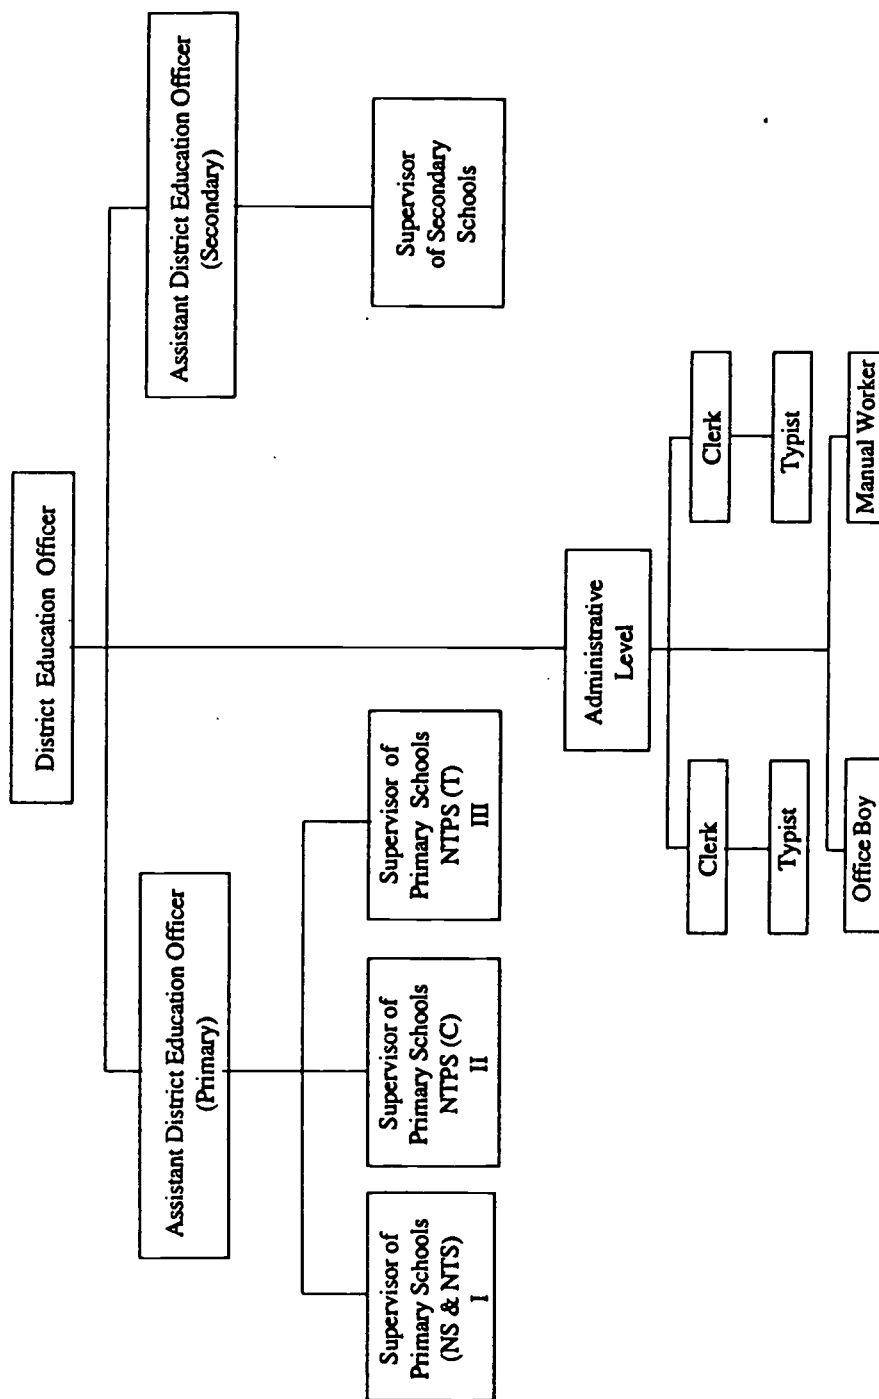 District Education Officer
Assistant District Education Officer
(Primary)
Assistant District Education Officer
(Secondary)
Supervisor of
Primary Schools
(NS & NTS)
I
Supervisor of
Primary Schools
NTPS (C)
II
Supervisor of
Primary Schools
NTPS (T)
III
Supervisor
of Secondary
Schools
Administrative
Level
Clerk
Clerk
Typist
Typist
Office Boy
Manual Worker